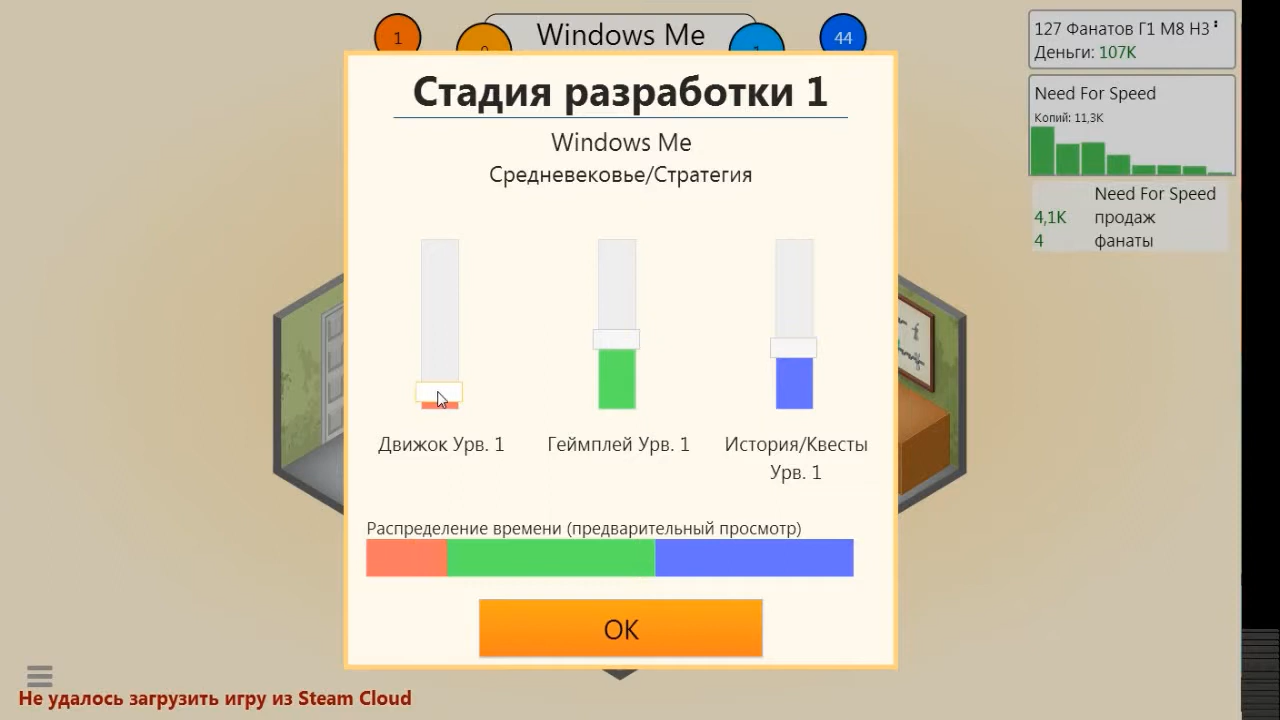 1
Windows Me
44
127 Фанатов Г1 М8 Н3
Деньги: 107K
Стадия разработки 1
Windows Me
Средневековье/Стратегия
Need For Speed
Копий: 11,3K
Need For Speed
4,1K продаж
4 фанаты
Движок Урв. 1
Геймплей Урв. 1
История/Квесты
Урв. 1
Распределение времени (предварительный просмотр)
OK
Не удалось загрузить игру из Steam Cloud